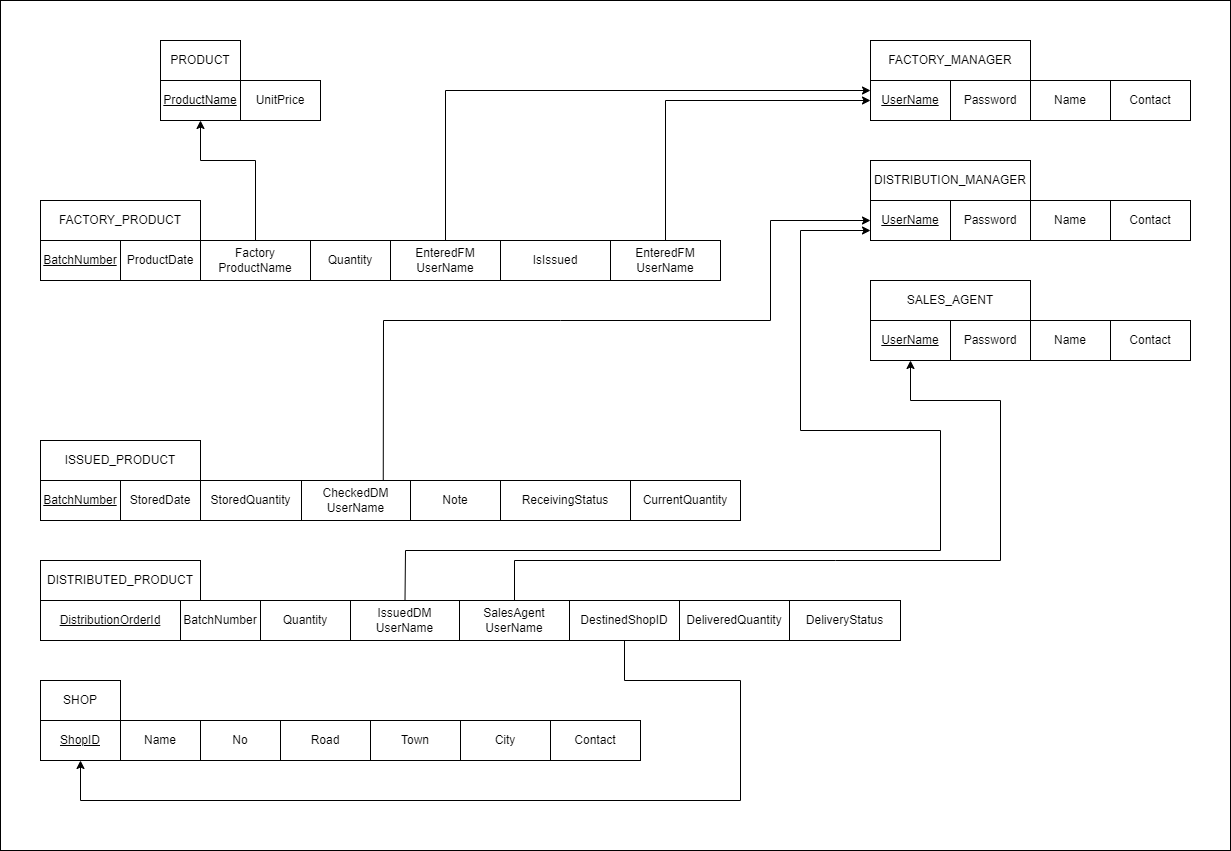 PRODUCT
ProductName UnitPrice
FACTORY_MANAGER
UserName Password Name Contact
DISTRIBUTION_MANAGER
UserName Password Name Contact
FACTORY_PRODUCT
BatchNumber ProductDate Factory ProductName Quantity EnteredFM UserName IsIssued EnteredFM UserName
SALES_AGENT
UserName Password Name Contact
ISSUED_PRODUCT
BatchNumber StoredDate StoredQuantity CheckedDM UserName Note ReceivingStatus CurrentQuantity
DISTRIBUTED_PRODUCT
DistributionOrderId BatchNumber Quantity IssuedDM UserName SalesAgent UserName DestinedShopID DeliveredQuantity DeliveryStatus
SHOP
ShopID Name No Road Town City Contact